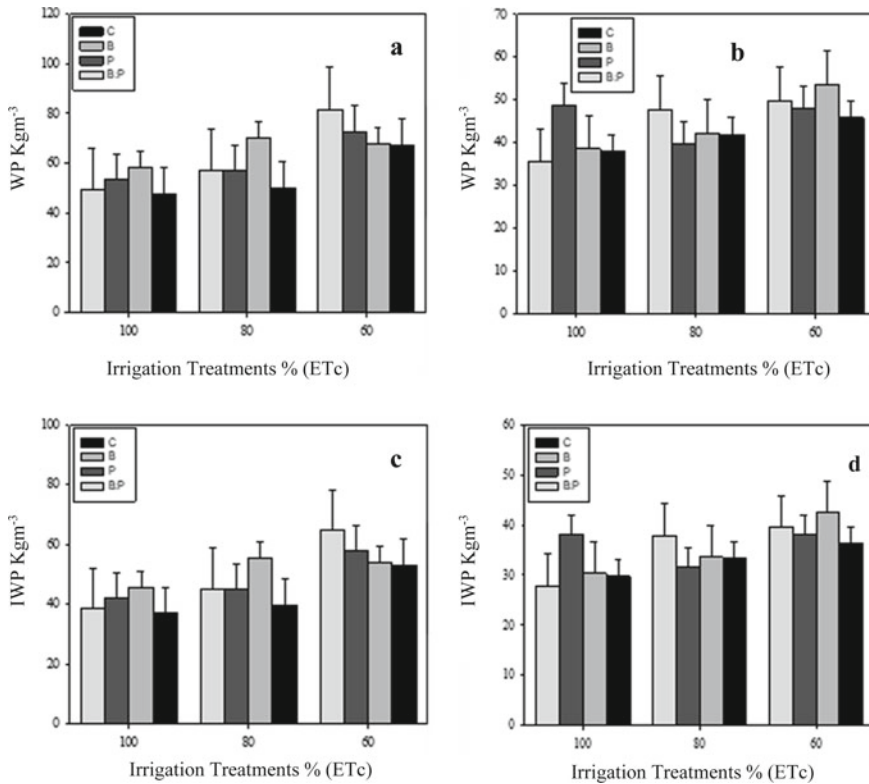 a
C
B
P
B.P
WP Kgm⁻³
120
100
80
60
40
20
0
100 80 60
Irrigation Treatments % (ETc)
b
C
B
P
B.P
WP Kgm⁻³
70
60
50
40
30
20
10
0
100 80 60
Irrigation Treatments % (ETc)
c
C
B
P
B.P
IWP Kgm⁻³
100
80
60
40
20
0
100 80 60
Irrigation Treatments % (ETc)
d
C
B
P
B.P
IWP Kgm⁻³
60
50
40
30
20
10
0
100 80 60
Irrigation Treatments % (ETc)